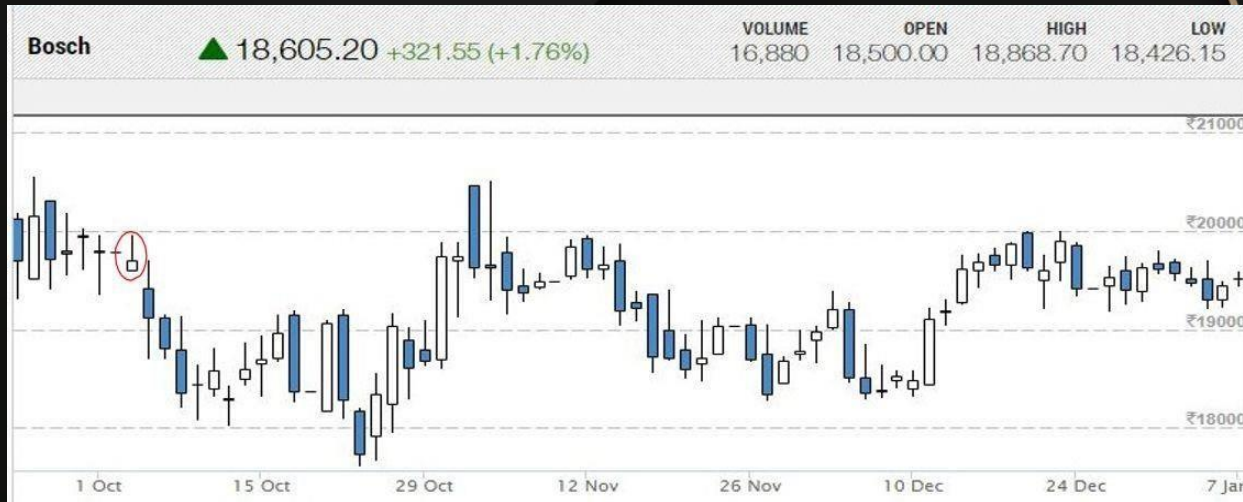 Bosch ▲ 18,605.20 +321.55 (+1.76%)
VOLUME OPEN HIGH LOW
16,880 18,500.00 18,868.70 18,426.15
₹21000
₹20000
₹19000
₹18000
1 Oct 15 Oct 29 Oct 12 Nov 26 Nov 10 Dec 24 Dec 7 Jan